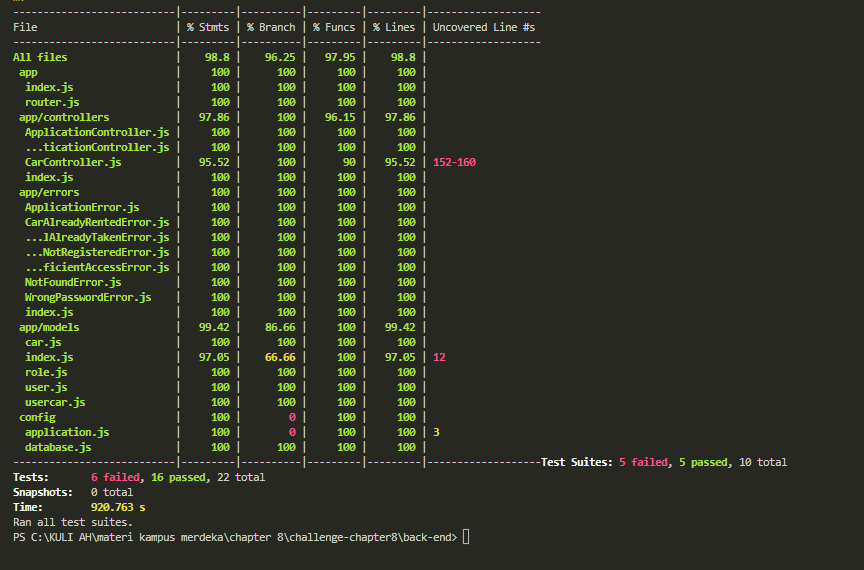 -----------------------------|---------|----------|---------|---------|-------------------
File                         | % Stmts | % Branch | % Funcs | % Lines | Uncovered Line #s
-----------------------------|---------|----------|---------|---------|-------------------
All files                    |    98.8 |    96.25 |   97.95 |    98.8 |
 app                         |     100 |      100 |     100 |     100 |
  index.js                   |     100 |      100 |     100 |     100 |
  router.js                  |     100 |      100 |     100 |     100 |
 app/controllers             |   97.86 |      100 |   96.15 |   97.86 |
  ApplicationController.js   |     100 |      100 |     100 |     100 |
  ...ticationController.js   |     100 |      100 |     100 |     100 |
  CarController.js           |   95.52 |      100 |      90 |   95.52 | 152-160
  index.js                   |     100 |      100 |     100 |     100 |
 app/errors                  |     100 |      100 |     100 |     100 |
  ApplicationError.js        |     100 |      100 |     100 |     100 |
  CarAlreadyRentedError.js   |     100 |      100 |     100 |     100 |
  ...lAlreadyTakenError.js   |     100 |      100 |     100 |     100 |
  ...NotRegisteredError.js   |     100 |      100 |     100 |     100 |
  ...ficientAccessError.js   |     100 |      100 |     100 |     100 |
  NotFoundError.js           |     100 |      100 |     100 |     100 |
  WrongPasswordError.js      |     100 |      100 |     100 |     100 |
  index.js                   |     100 |      100 |     100 |     100 |
 app/models                  |   99.42 |    86.66 |     100 |   99.42 |
  car.js                     |     100 |      100 |     100 |     100 |
  index.js                   |   97.05 |    66.66 |     100 |   97.05 | 12
  role.js                    |     100 |      100 |     100 |     100 |
  user.js                    |     100 |      100 |     100 |     100 |
  usercar.js                 |     100 |      100 |     100 |     100 |
 config                      |     100 |        0 |     100 |     100 |
  application.js             |     100 |        0 |     100 |     100 | 3
  database.js                |     100 |      100 |     100 |     100 |
-----------------------------|---------|----------|---------|---------|-------------------Test Suites: 5 failed, 5 passed, 10 total
Tests:       6 failed, 16 passed, 22 total
Snapshots:   0 total
Time:        920.763 s
Ran all test suites.
PS C:\KULI AH\materi kampus merdeka\chapter 8\challenge-chapter8\back-end>